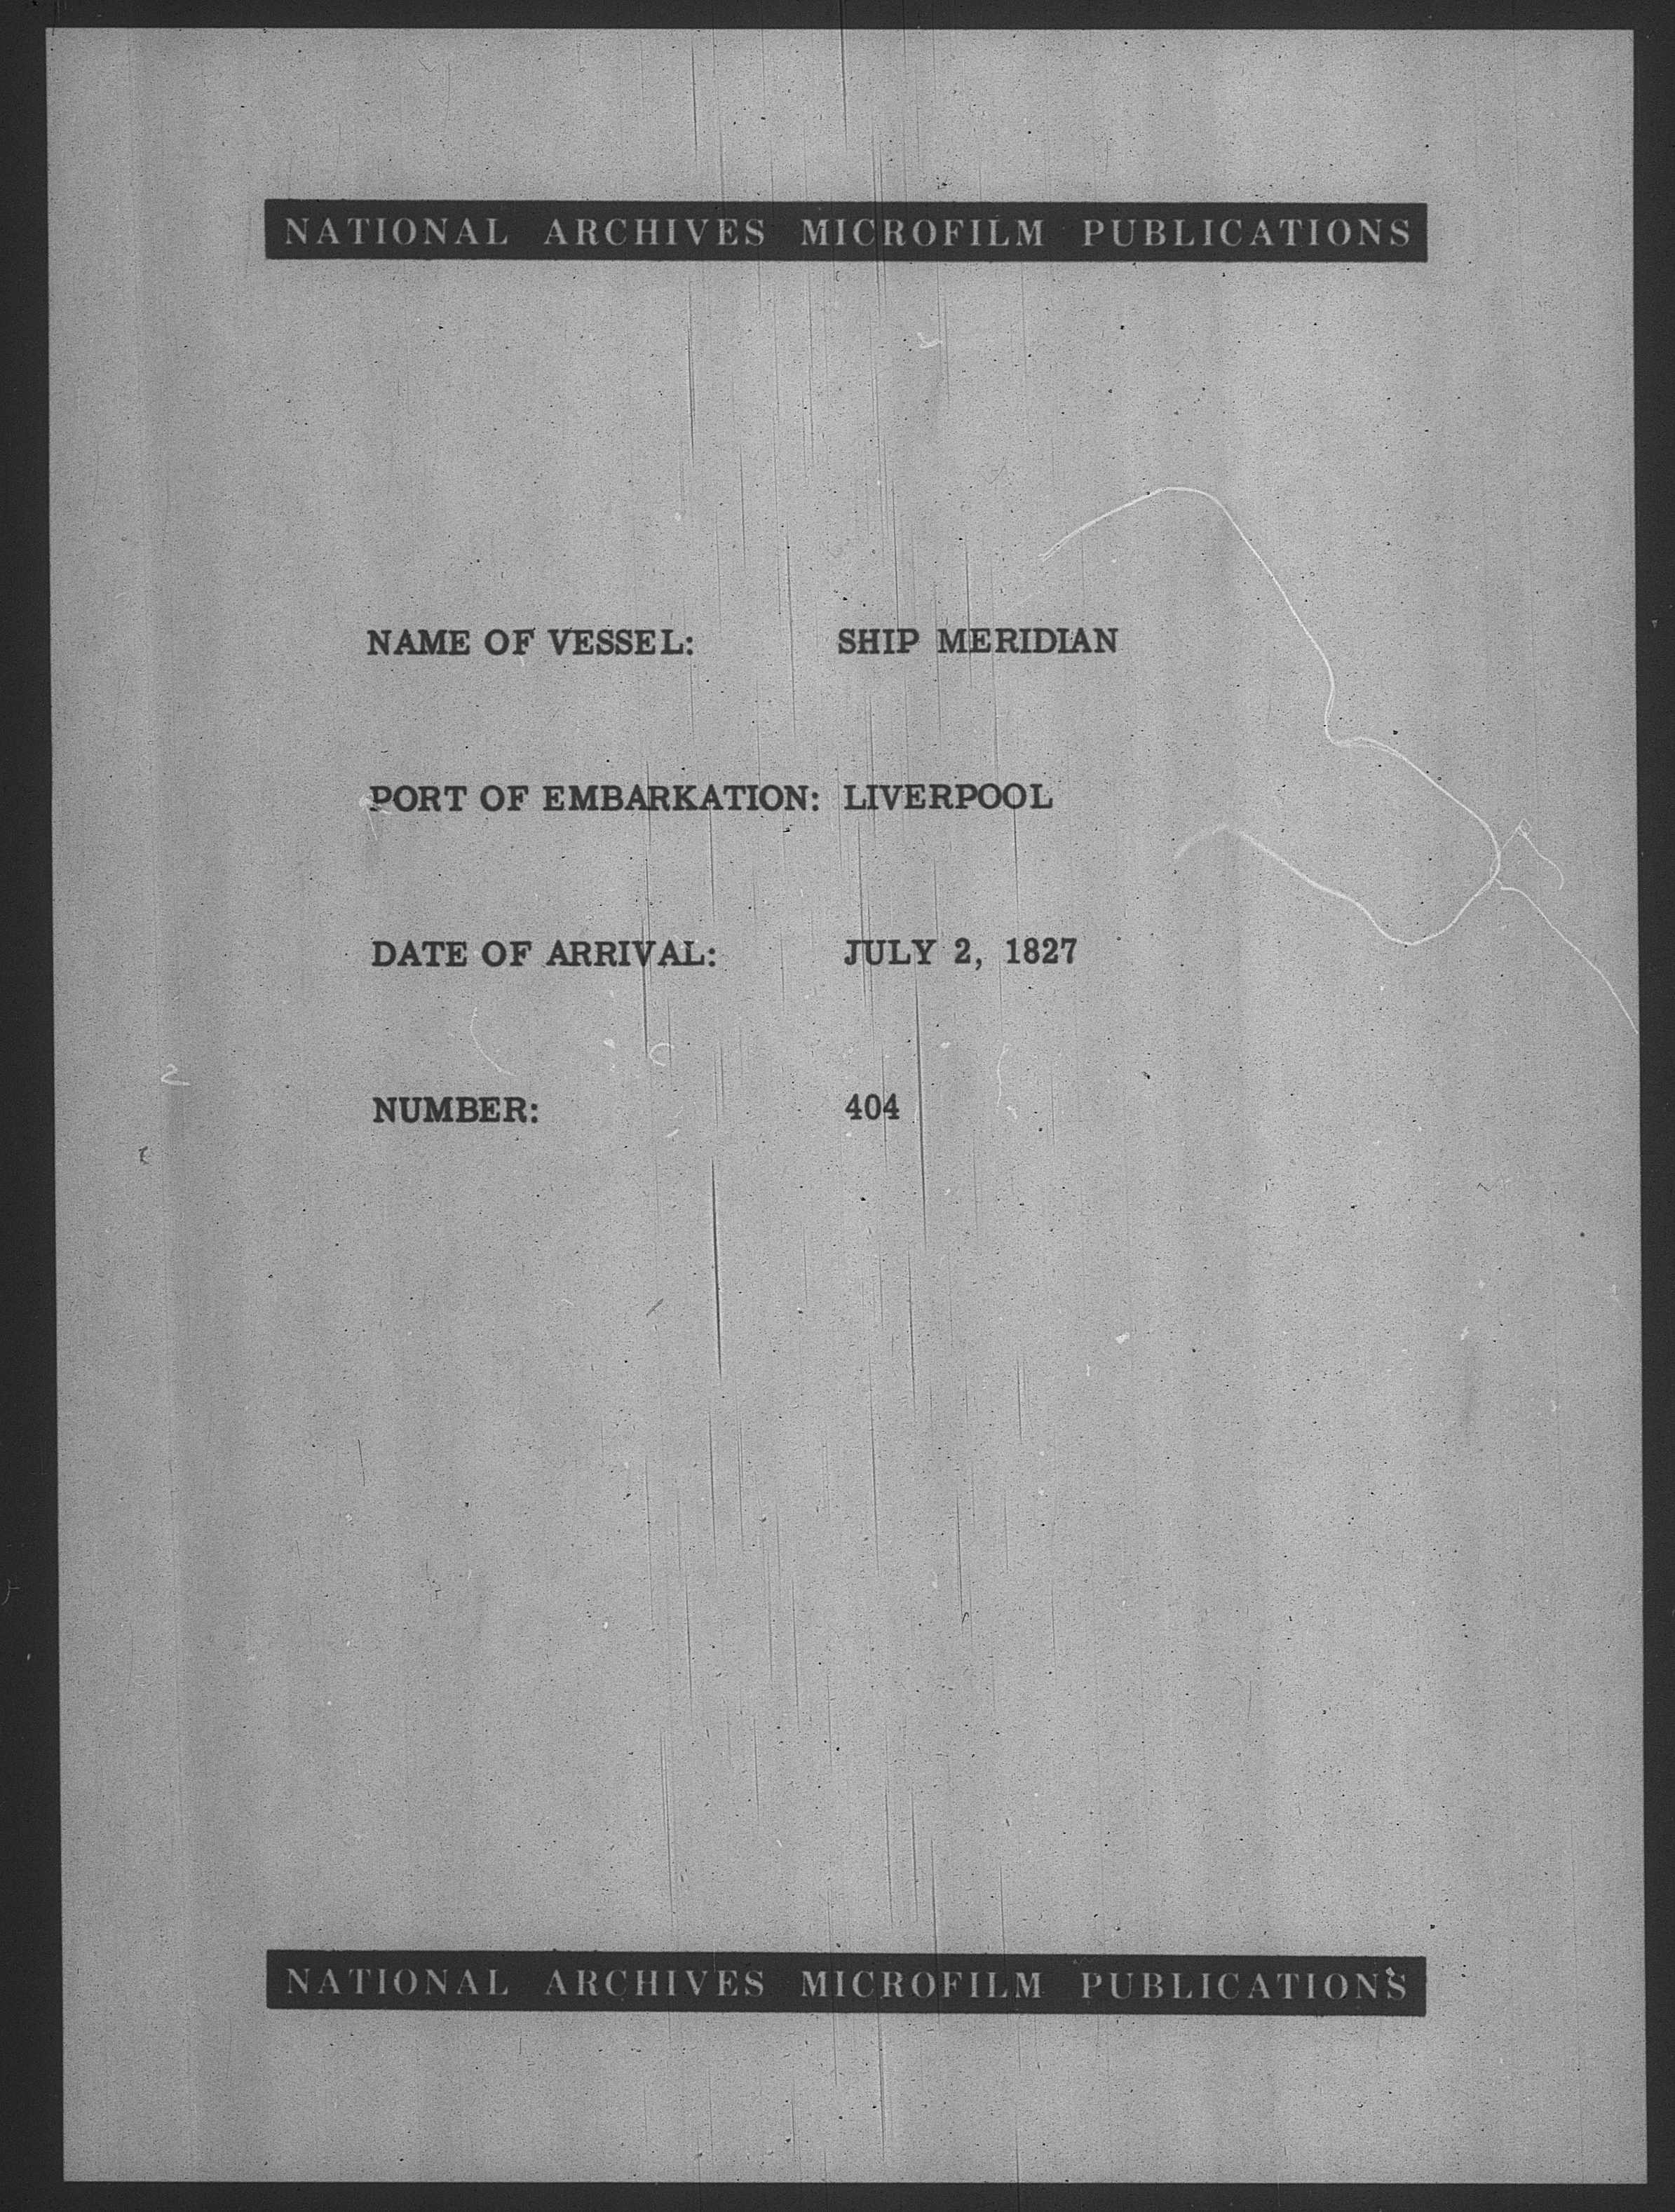 NATIONAL ARCHIVES MICROFILM PUBLICATIONS
NAME OF VESSEL: SHIP MERIDIAN
PORT OF EMBARKATION: LIVERPOOL
DATE OF ARRIVAL: JULY 2, 1827
NUMBER: 404
NATIONAL ARCHIVES MICROFILM PUBLICATIONS